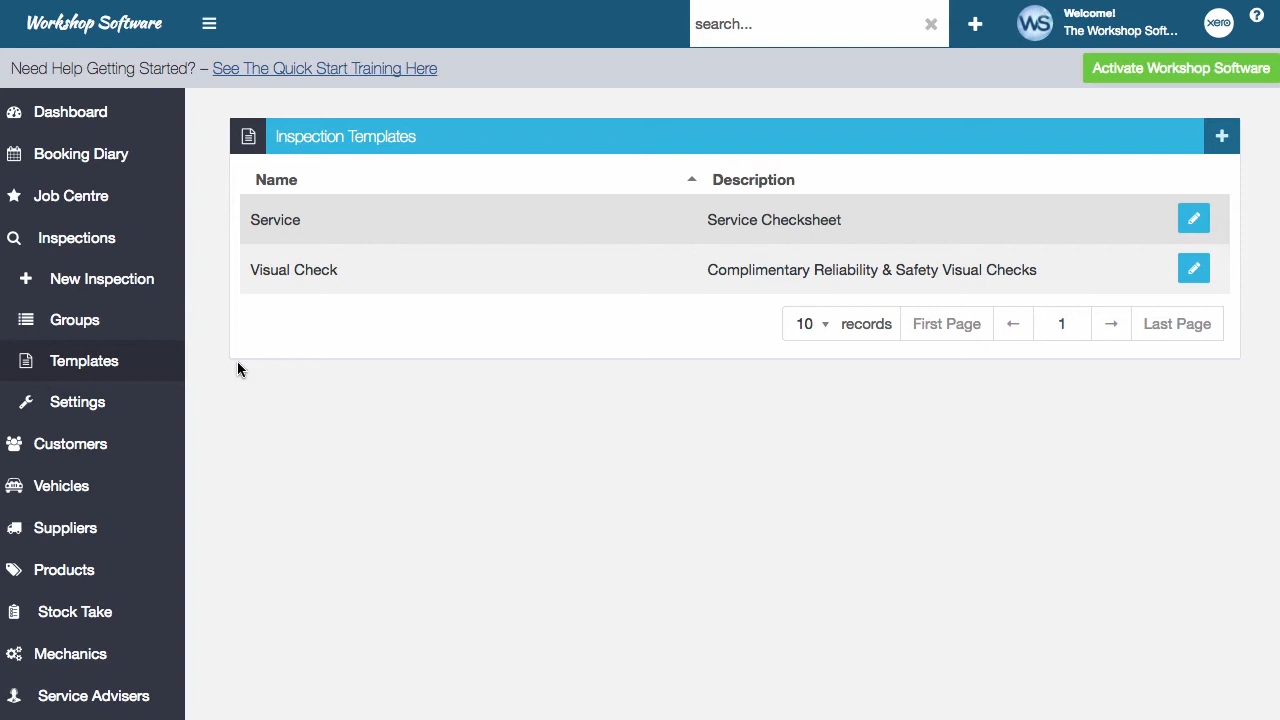 Workshop Software
search...
Welcome!
The Workshop Soft...
xero
Need Help Getting Started? – See The Quick Start Training Here
Activate Workshop Software
Dashboard
Booking Diary
Job Centre
Inspections
New Inspection
Groups
Templates
Settings
Customers
Vehicles
Suppliers
Products
Stock Take
Mechanics
Service Advisers
Inspection Templates
Name Description
Service Service Checksheet
Visual Check Complimentary Reliability & Safety Visual Checks
10 records First Page ← 1 → Last Page
WS